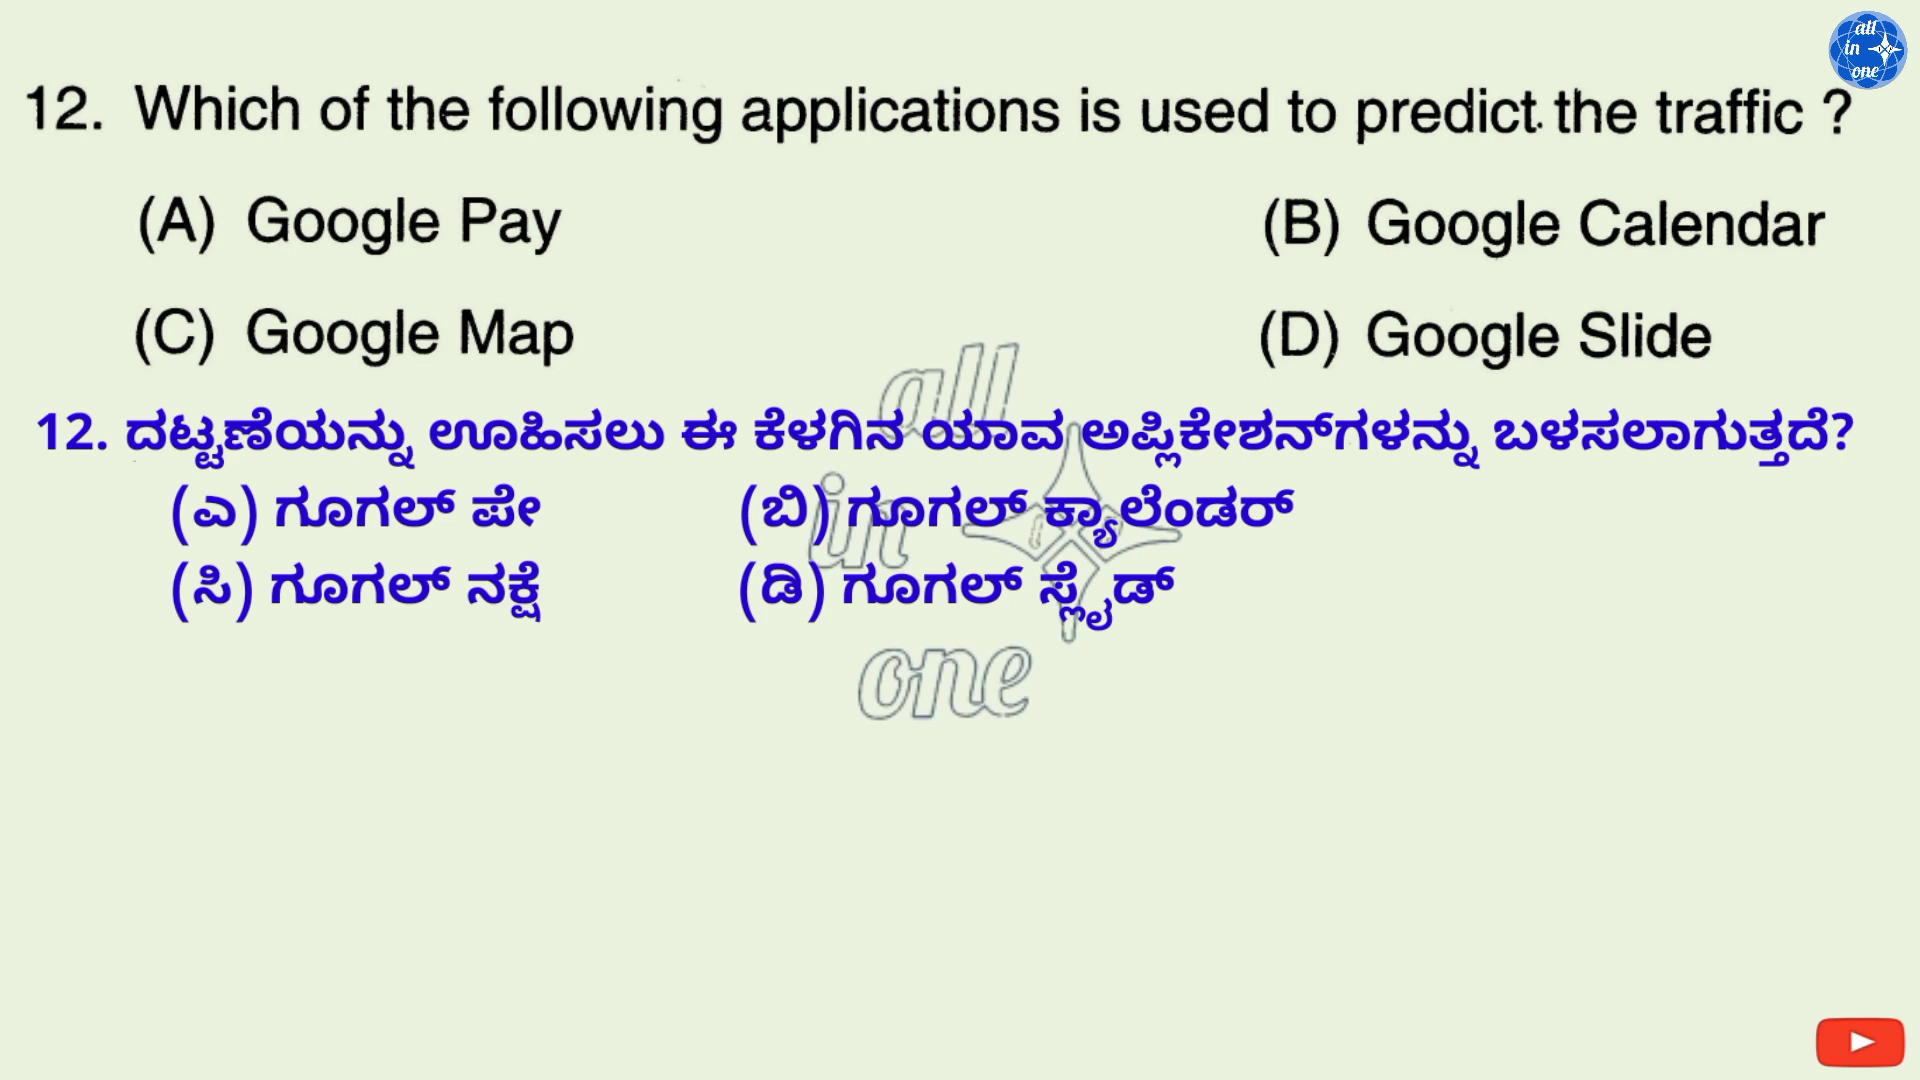 all
in
one
12. Which of the following applications is used to predict the traffic ?
(A) Google Pay (B) Google Calendar
(C) Google Map (D) Google Slide
12. ದಟ್ಟಣೆಯನ್ನು ಊಹಿಸಲು ಈ ಕೆಳಗಿನ ಯಾವ ಅಪ್ಲಿಕೇಶನ್‌ಗಳನ್ನು ಬಳಸಲಾಗುತ್ತದೆ?
(ಎ) ಗೂಗಲ್ ಪೇ (ಬಿ) ಗೂಗಲ್ ಕ್ಯಾಲೆಂಡರ್
(ಸಿ) ಗೂಗಲ್ ನಕ್ಷೆ (ಡಿ) ಗೂಗಲ್ ಸ್ಲೈಡ್
all
in
one